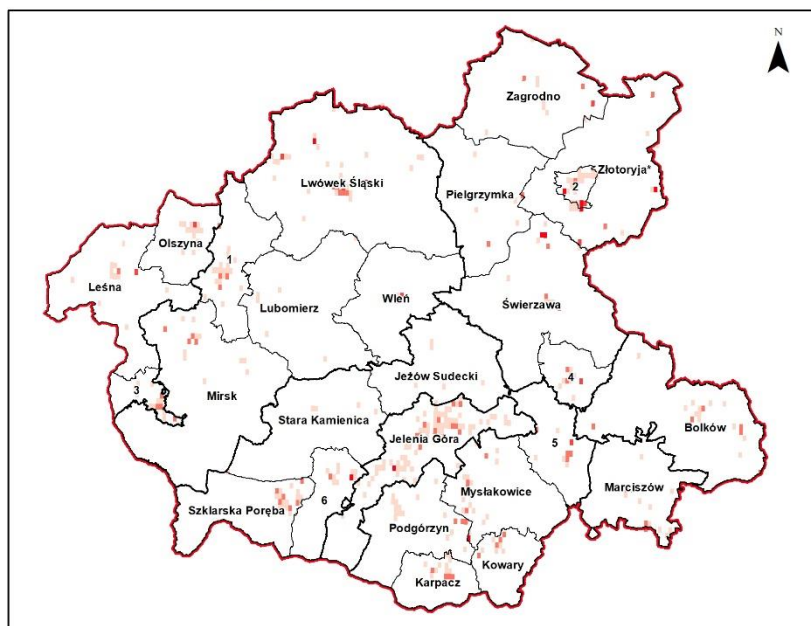 N
Zagrodno
Złotoryja*
2
Lwówek Śląski
Pielgrzymka
Olszyna
1
Leśna
Lubomierz
Wleń
Świerzawa
Jeżów Sudecki
4
3
Mirsk
Stara Kamienica
Jelenia Góra
Bolków
5
Mysłakowice
Marciszów
Szklarska Poręba
6
Podgórzyn
Kowary
Karpacz